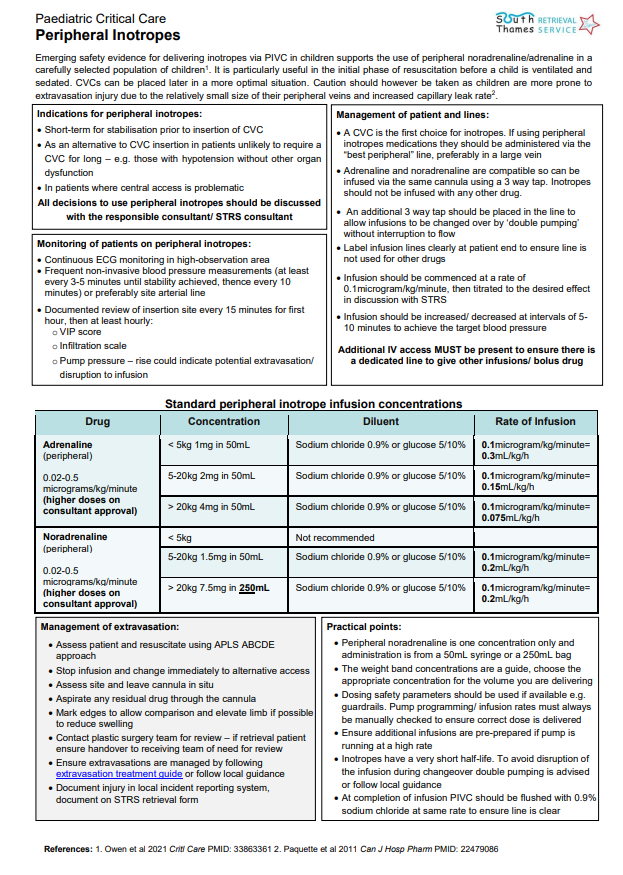 Paediatric Critical Care
Peripheral Inotropes
South Thames RETRIEVAL SERVICE
Emerging safety evidence for delivering inotropes via PIVC in children supports the use of peripheral noradrenaline/adrenaline in a
carefully selected population of children¹. It is particularly useful in the initial phase of resuscitation before a child is ventilated and
sedated. CVCs can be placed later in a more optimal situation. Caution should however be taken as children are more prone to
extravasation injury due to the relatively small size of their peripheral veins and increased capillary leak rate².
Indications for peripheral inotropes:
• Short-term for stabilisation prior to insertion of CVC
• As an alternative to CVC insertion in patients unlikely to require a
CVC for long – e.g. those with hypotension without other organ
dysfunction
• In patients where central access is problematic
All decisions to use peripheral inotropes should be discussed
with the responsible consultant/ STRS consultant
Monitoring of patients on peripheral inotropes:
• Continuous ECG monitoring in high-observation area
• Frequent non-invasive blood pressure measurements (at least
every 3-5 minutes until stability achieved, thence every 10
minutes) or preferably site arterial line
• Documented review of insertion site every 15 minutes for first
hour, then at least hourly:
o VIP score
o Infiltration scale
o Pump pressure – rise could indicate potential extravasation/
disruption to infusion
Management of patient and lines:
• A CVC is the first choice for inotropes. If using peripheral
inotropes medications they should be administered via the
“best peripheral” line, preferably in a large vein
• Adrenaline and noradrenaline are compatible so can be
infused via the same cannula using a 3 way tap. Inotropes
should not be infused with any other drug.
• An additional 3 way tap should be placed in the line to
allow infusions to be changed over by ‘double pumping’
without interruption to flow
• Label infusion lines clearly at patient end to ensure line is
not used for other drugs
• Infusion should be commenced at a rate of
0.1microgram/kg/minute, then titrated to the desired effect
in discussion with STRS
• Infusion should be increased/ decreased at intervals of 5-
10 minutes to achieve the target blood pressure
Additional IV access MUST be present to ensure there is
a dedicated line to give other infusions/ bolus drug
Standard peripheral inotrope infusion concentrations
Drug Concentration Diluent Rate of Infusion
Adrenaline
(peripheral)
0.02-0.5
micrograms/kg/minute
(higher doses on
consultant approval)
< 5kg 1mg in 50mL Sodium chloride 0.9% or glucose 5/10% 0.1microgram/kg/minute=
0.3mL/kg/h
5-20kg 2mg in 50mL Sodium chloride 0.9% or glucose 5/10% 0.1microgram/kg/minute=
0.15mL/kg/h
> 20kg 4mg in 50mL Sodium chloride 0.9% or glucose 5/10% 0.1microgram/kg/minute=
0.075mL/kg/h
Noradrenaline
(peripheral)
0.02-0.5
micrograms/kg/minute
(higher doses on
consultant approval)
< 5kg Not recommended
5-20kg 1.5mg in 50mL Sodium chloride 0.9% or glucose 5/10% 0.1microgram/kg/minute=
0.2mL/kg/h
> 20kg 7.5mg in 250mL Sodium chloride 0.9% or glucose 5/10% 0.1microgram/kg/minute=
0.2mL/kg/h
Management of extravasation:
• Assess patient and resuscitate using APLS ABCDE
approach
• Stop infusion and change immediately to alternative access
• Assess site and leave cannula in situ
• Aspirate any residual drug through the cannula
• Mark edges to allow comparison and elevate limb if possible
to reduce swelling
• Contact plastic surgery team for review – if retrieval patient
ensure handover to receiving team of need for review
• Ensure extravasations are managed by following
extravasation treatment guide or follow local guidance
• Document injury in local incident reporting system,
document on STRS retrieval form
Practical points:
• Peripheral noradrenaline is one concentration only and
administration is from a 50mL syringe or a 250mL bag
• The weight band concentrations are a guide, choose the
appropriate concentration for the volume you are delivering
• Dosing safety parameters should be used if available e.g.
guardrails. Pump programming/ infusion rates must always
be manually checked to ensure correct dose is delivered
• Ensure additional infusions are pre-prepared if pump is
running at a high rate
• Inotropes have a very short half-life. To avoid disruption of
the infusion during changeover double pumping is advised
or follow local guidance
• At completion of infusion PIVC should be flushed with 0.9%
sodium chloride at same rate to ensure line is clear
References: 1. Owen et al 2021 Critl Care PMID: 33863361 2. Paquette et al 2011 Can J Hosp Pharm PMID: 22479086